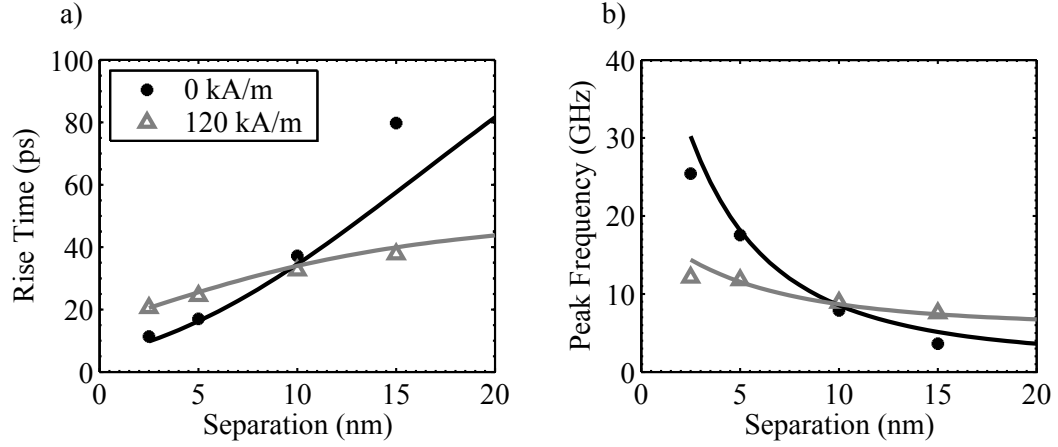 a)
100
80
60
40
20
0
Rise Time (ps)
0 kA/m
120 kA/m
0 5 10 15 20
Separation (nm)
b)
40
30
20
10
0
Peak Frequency (GHz)
0 5 10 15 20
Separation (nm)